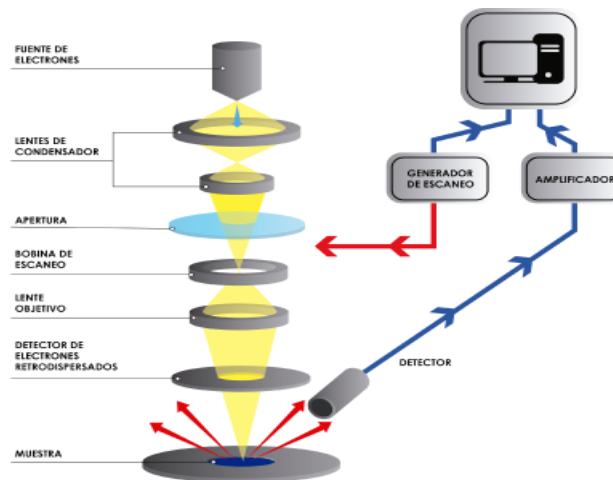 FUENTE DE
ELECTRONES
LENTES DE
CONDENSADOR
APERTURA
BOBINA DE
ESCANEO
LENTE
OBJETIVO
DETECTOR DE
ELECTRONES
RETRODISPERSADOS
MUESTRA
GENERADOR
DE ESCANEO
AMPLIFICADOR
DETECTOR